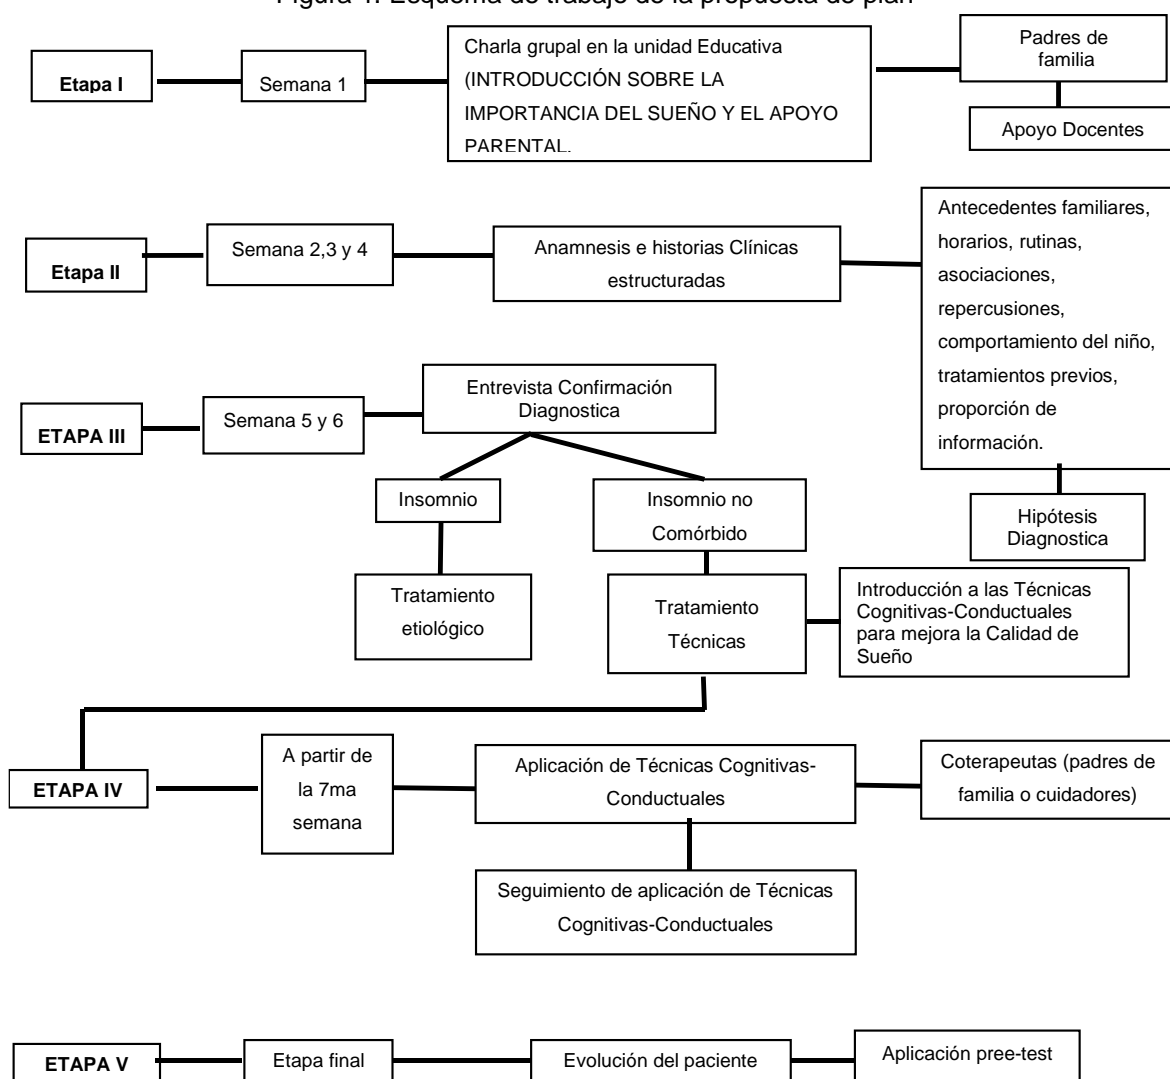 Figura 1. Esquema de trabajo de la propuesta de plan
Etapa I
Semana 1
Charla grupal en la unidad Educativa
(INTRODUCCIÓN SOBRE LA
IMPORTANCIA DEL SUEÑO Y EL APOYO
PARENTAL.
Padres de
familia
Apoyo Docentes
Etapa II
Semana 2,3 y 4
Anamnesis e historias Clínicas
estructuradas
Antecedentes familiares,
horarios, rutinas,
asociaciones,
repercusiones,
comportamiento del niño,
tratamientos previos,
proporción de
información.
Hipótesis
Diagnostica
ETAPA III
Semana 5 y 6
Entrevista Confirmación
Diagnostica
Insomnio
Insomnio no
Comórbido
Tratamiento
etiológico
Tratamiento
Técnicas
Introducción a las Técnicas
Cognitivas-Conductuales
para mejora la Calidad de
Sueño
ETAPA IV
A partir de
la 7ma
semana
Aplicación de Técnicas Cognitivas-
Conductuales
Coterapeutas (padres de
familia o cuidadores)
Seguimiento de aplicación de Técnicas
Cognitivas-Conductuales
ETAPA V
Etapa final
Evolución del paciente
Aplicación pree-test